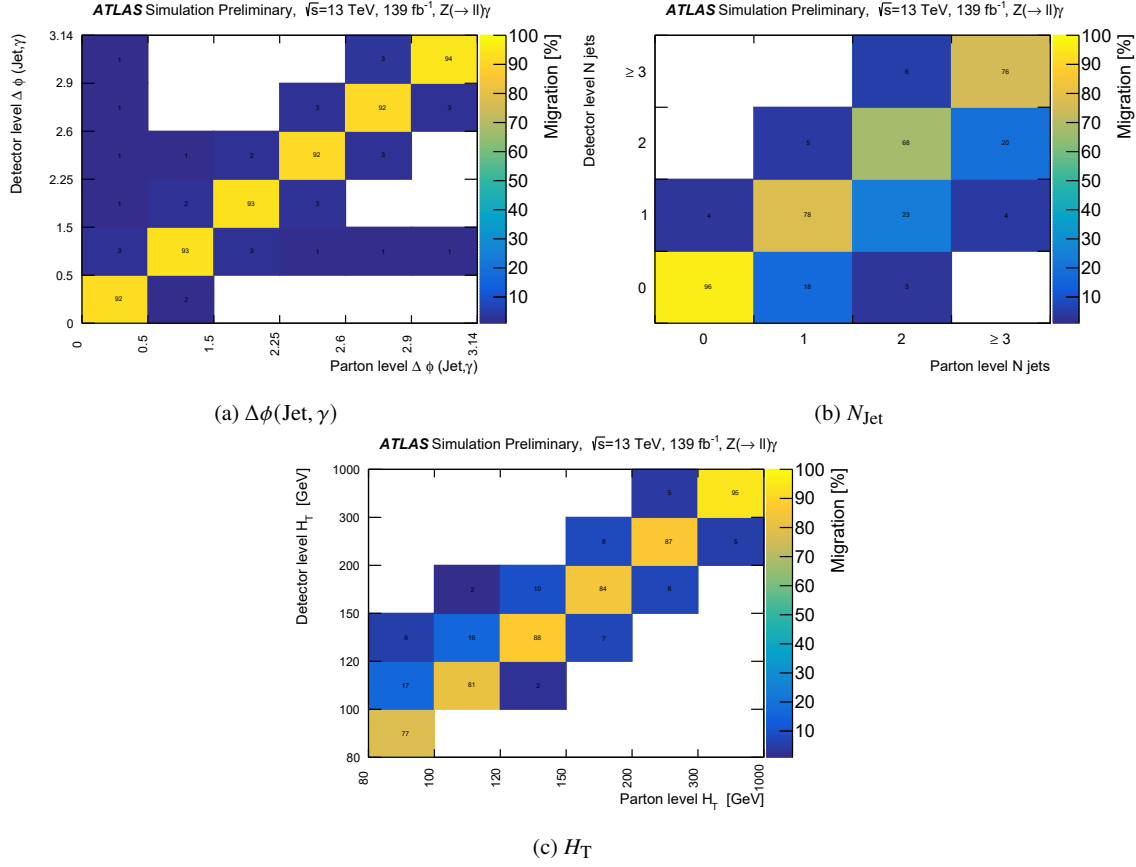 ATLAS Simulation Preliminary, √s=13 TeV, 139 fb⁻¹, Z(→ ll)γ
Detector level Δ ϕ (Jet,γ)
3.14
2.9
2.6
2.25
1.5
0.5
0
1 3 94
1 3 92 3
1 1 2 92 3
1 2 93 3
3 93 3 1 1 1
92 2
0 0.5 1.5 2.25 2.6 2.9 3.14
Parton level Δ ϕ (Jet,γ)
100
90
80
70
60
50
40
30
20
10
Migration [%]
(a) Δϕ(Jet, γ)
ATLAS Simulation Preliminary, √s=13 TeV, 139 fb⁻¹, Z(→ ll)γ
Detector level N jets
≥ 3
2
1
0
6 76
5 68 20
4 78 23 4
96 18 3
0 1 2 ≥ 3
Parton level N jets
100
90
80
70
60
50
40
30
20
10
Migration [%]
(b) N_Jet
ATLAS Simulation Preliminary, √s=13 TeV, 139 fb⁻¹, Z(→ ll)γ
Detector level H_T [GeV]
1000
300
200
150
120
100
80
5 95
8 87 5
2 10 84 8
6 16 88 7
17 81 2
77
80 100 120 150 200 300 1000
Parton level H_T [GeV]
100
90
80
70
60
50
40
30
20
10
Migration [%]
(c) H_T